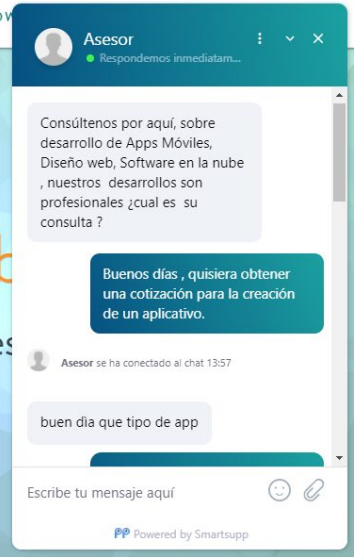 Asesor
Respondemos inmediatam...
Consúltenos por aquí, sobre
desarrollo de Apps Móviles,
Diseño web, Software en la nube
, nuestros desarrollos son
profesionales ¿cual es su
consulta ?
Buenos días , quisiera obtener
una cotización para la creación
de un aplicativo.
Asesor se ha conectado al chat 13:57
buen dìa que tipo de app
Escribe tu mensaje aquí
Powered by Smartsupp